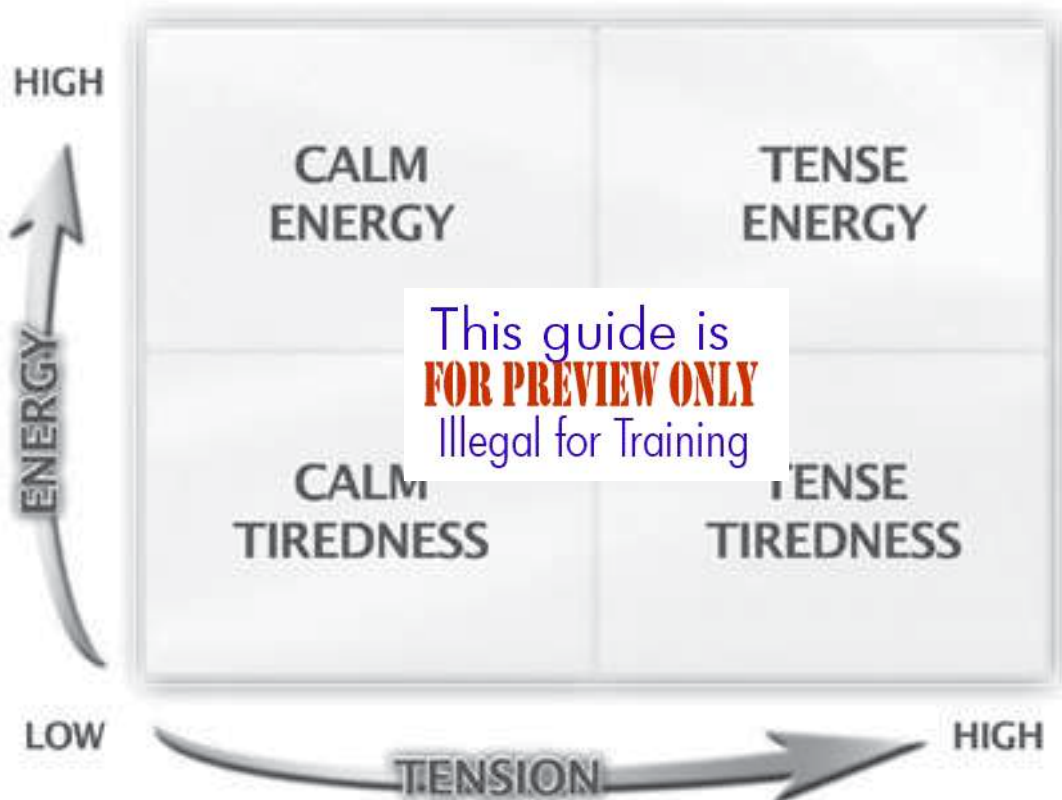 HIGH
CALM
ENERGY
TENSE
ENERGY
This guide is
FOR PREVIEW ONLY
Illegal for Training
ENERGY
CALM
TIREDNESS
TENSE
TIREDNESS
LOW
TENSION
HIGH